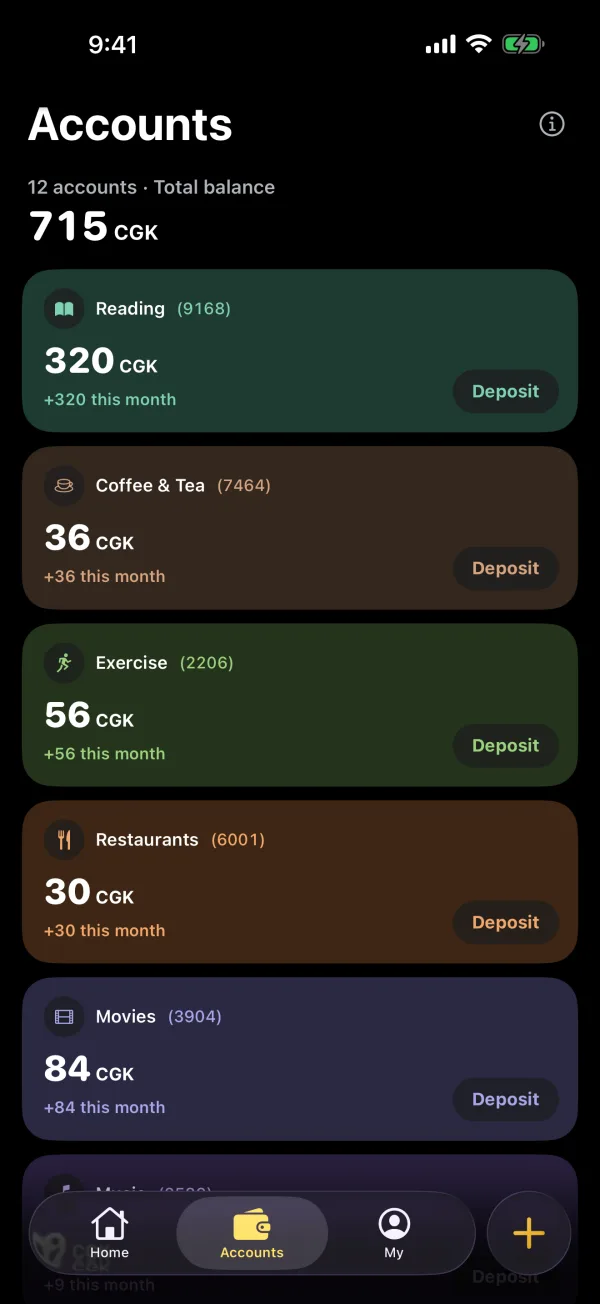 9:41
Accounts
12 accounts · Total balance
715 CGK
Reading (9168)
320 CGK
+320 this month
Deposit
Coffee & Tea (7464)
36 CGK
+36 this month
Deposit
Exercise (2206)
56 CGK
+56 this month
Deposit
Restaurants (6001)
30 CGK
+30 this month
Deposit
Movies (3904)
84 CGK
+84 this month
Deposit
Music
Home
Accounts
My
+9 this month
Deposit